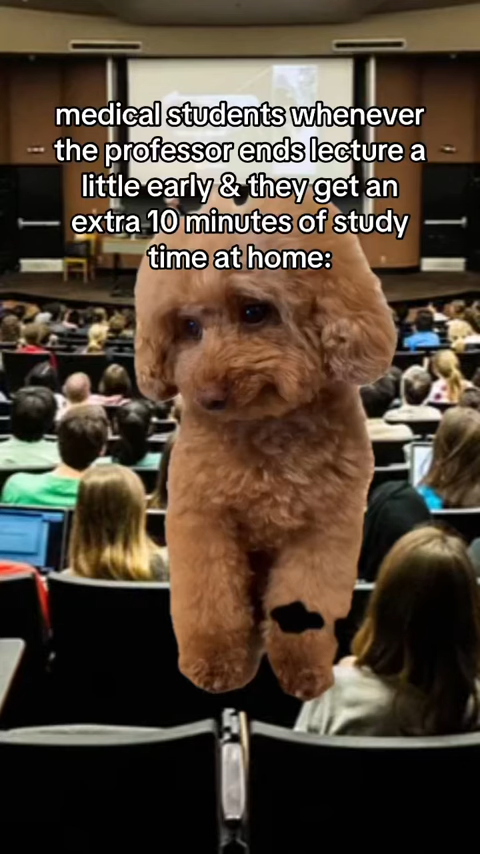 medical students whenever
the professor ends lecture a
little early & they get an
extra 10 minutes of study
time at home: